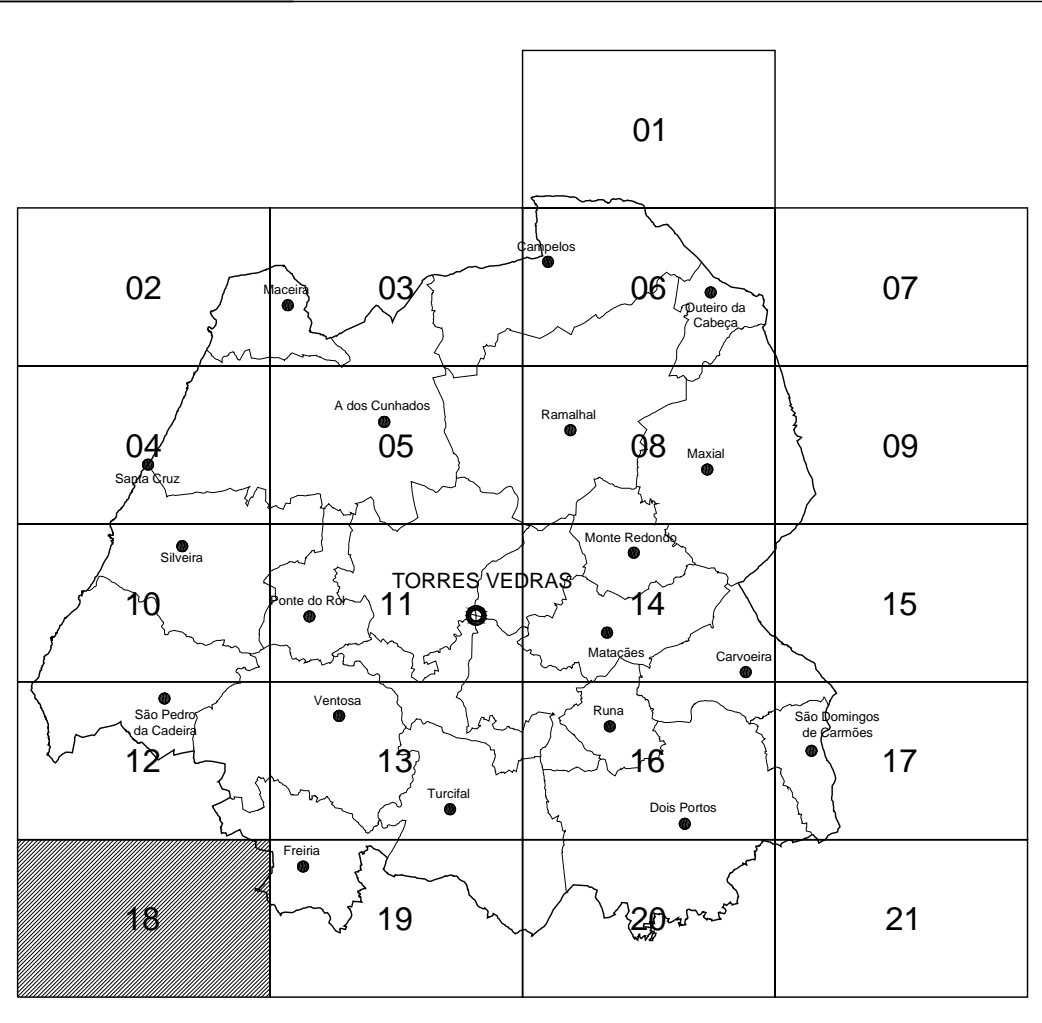 01
Campelos
02
Maceira
03
06
07
Outeiro da
Cabeça
A dos Cunhados
Ramalhal
04
05
08
Maxial
09
Santa Cruz
Silveira
Monte Redondo
TORRES VEDRAS
10
Ponte do Rol
11
14
15
Matacães
Carvoeira
São Pedro
da Cadeira
Ventosa
Runa
São Domingos
de Carmões
12
13
16
17
Turcifal
Dois Portos
Freiria
18
19
20
21